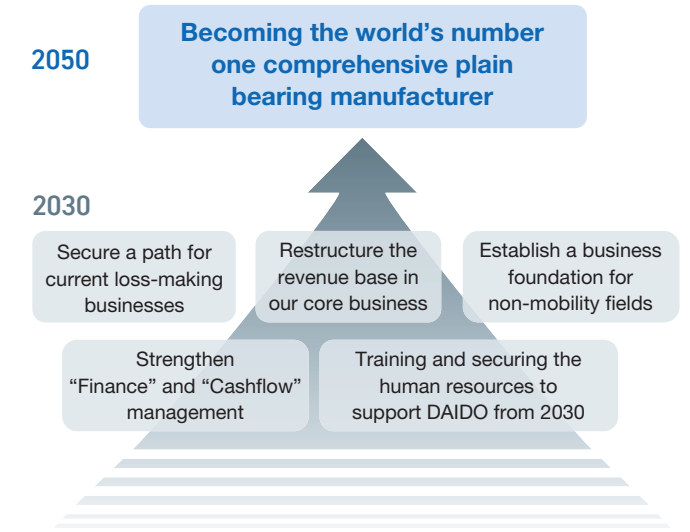 2050
Becoming the world’s number
one comprehensive plain
bearing manufacturer
2030
Secure a path for
current loss-making
businesses
Restructure the
revenue base in
our core business
Establish a business
foundation for
non-mobility fields
Strengthen
“Finance” and “Cashflow”
management
Training and securing the
human resources to
support DAIDO from 2030